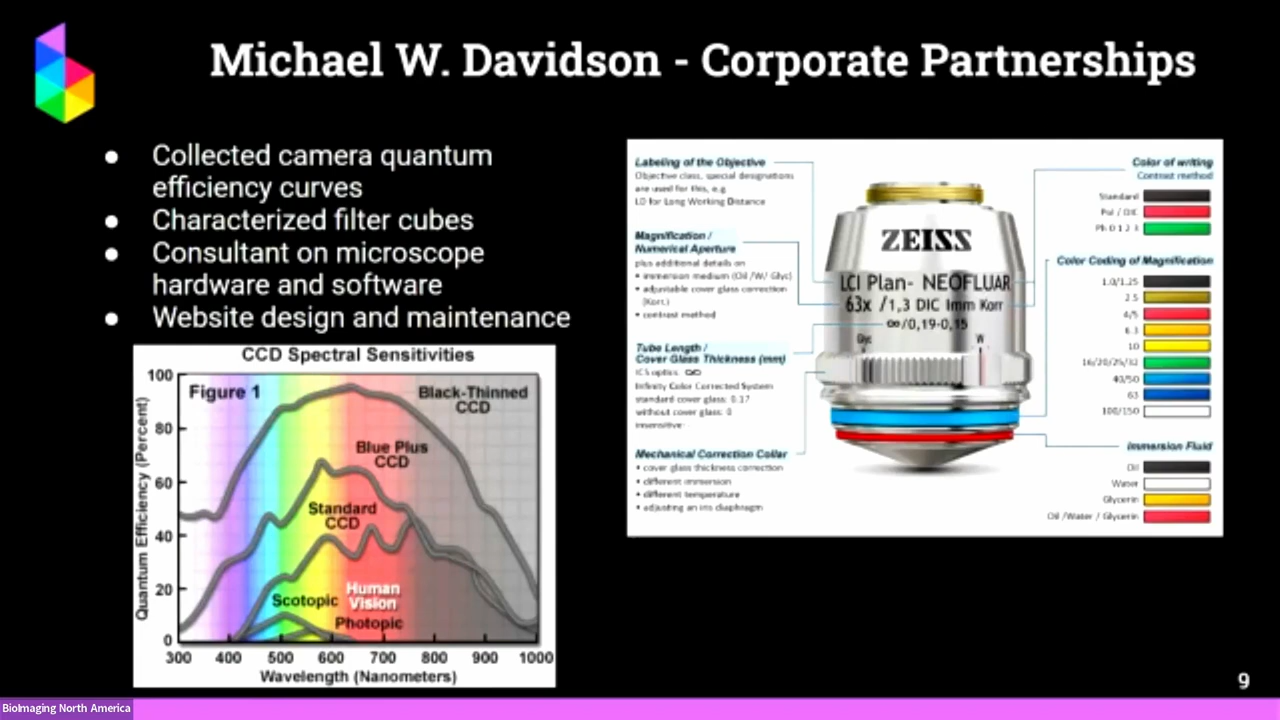 Michael W. Davidson - Corporate Partnerships
● Collected camera quantum
efficiency curves
● Characterized filter cubes
● Consultant on microscope
hardware and software
● Website design and maintenance
CCD Spectral Sensitivities
Figure 1
Black-Thinned
CCD
Blue Plus
CCD
Standard
CCD
Human
Vision
Scotopic
Photopic
Quantum Efficiency (Percent)
100
80
60
40
20
0
300 400 500 600 700 800 900 1000
Wavelength (Nanometers)
Labeling of the Objective
Objective class, special designations
are used for this, e.g.
LD for Long Working Distance
Magnification /
Numerical Aperture
plus additional details on
• immersion medium (Oil /W/ Glyc)
• adjustable cover glass correction
(Korr.)
• contrast method
Tube Length /
Cover Glass Thickness (mm)
ICS optics: ∞
Infinity Color Corrected System
standard cover glass: 0.17
without cover glass: 0
insensitive: -
Mechanical Correction Collar
• cover glass thickness correction
• different immersion
• different temperature
• adjusting an iris diaphragm
ZEISS
LCI Plan- NEOFLUAR
63x /1,3 DIC Imm Korr
∞/0,19-0,15
Glyc W
Color of writing
Contrast method
Standard
Pol / DIC
Ph 0 1 2 3
Color Coding of Magnification
1.0/1.25
2.5
4/5
6.3
10
16/20/25/32
40/50
63
100/150
Immersion Fluid
Oil
Water
Glycerin
Oil /Water / Glycerin
9
BioImaging North America